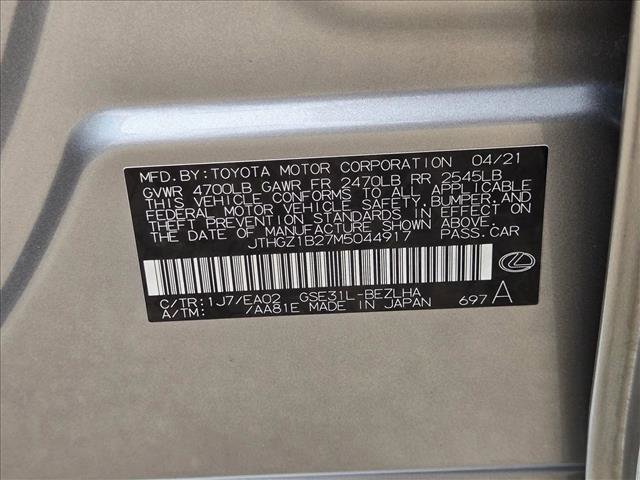 MFD.BY:TOYOTA MOTOR CORPORATION 04/21
GVWR 4700LB GAWR FR 2470LB RR 2545LB
THIS VEHICLE CONFORMS TO ALL APPLICABLE
FEDERAL MOTOR VEHICLE SAFETY,BUMPER,AND
THEFT PREVENTION STANDARDS IN EFFECT ON
THE DATE OF MANUFACTURE SHOWN ABOVE.
JTHGZ1B27M5044917 PASS.CAR
C/TR:1J7/EA02 GSE31L-BEZLHA
A/TM: /AA81E MADE IN JAPAN 697 A